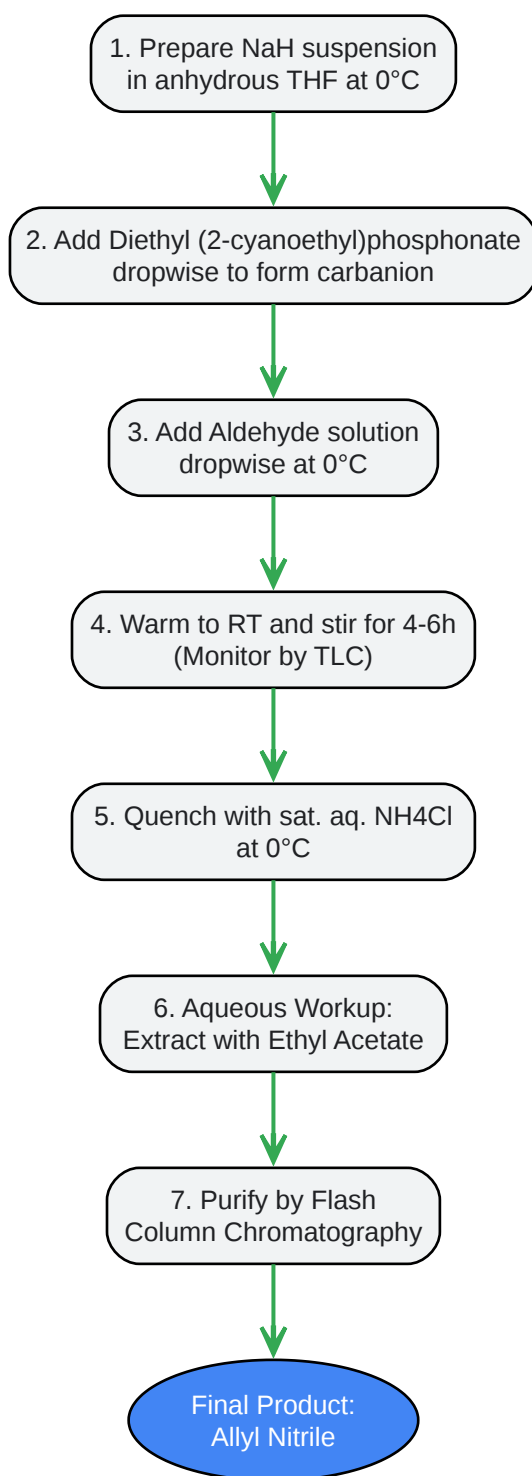 1. Prepare NaH suspension
in anhydrous THF at 0°C
2. Add Diethyl (2-cyanoethyl)phosphonate
dropwise to form carbanion
3. Add Aldehyde solution
dropwise at 0°C
4. Warm to RT and stir for 4-6h
(Monitor by TLC)
5. Quench with sat. aq. NH4Cl
at 0°C
6. Aqueous Workup:
Extract with Ethyl Acetate
7. Purify by Flash
Column Chromatography
Final Product:
Allyl Nitrile